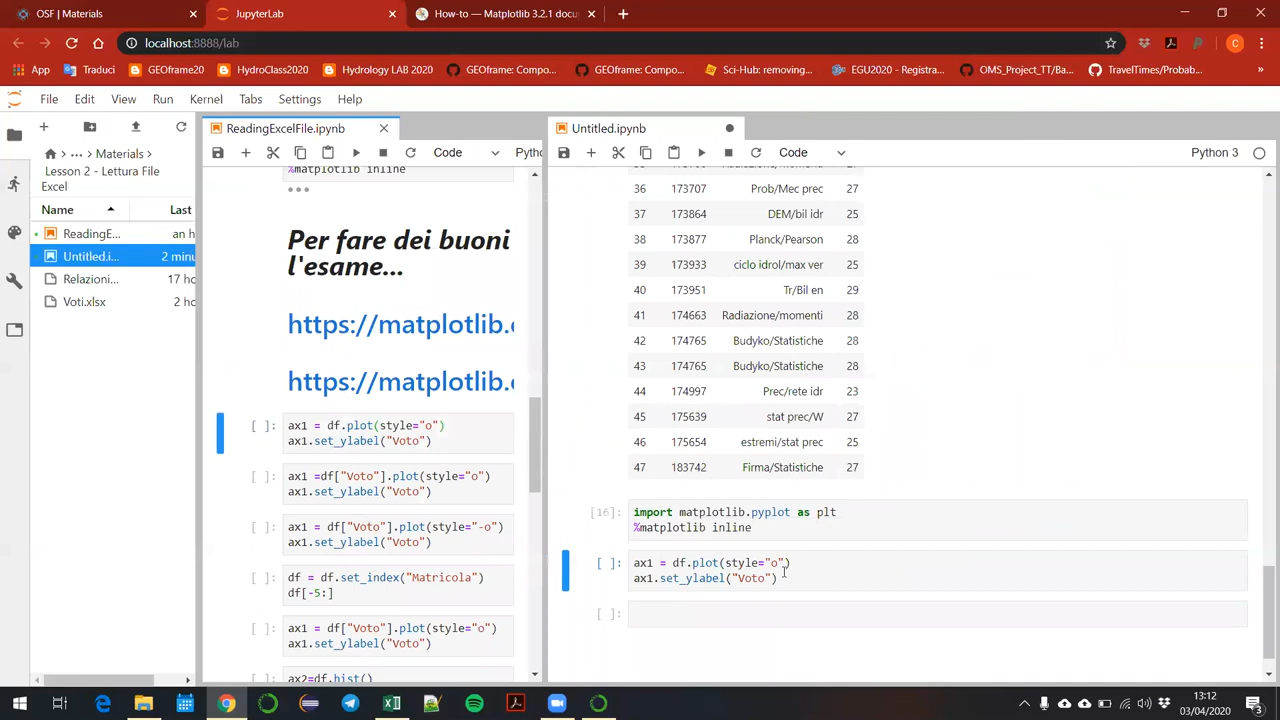 OSF | Materials
JupyterLab
How-to — Matplotlib 3.2.1 docu
localhost:8888/lab
App
Traduci
GEOframe20
HydroClass2020
Hydrology LAB 2020
GEOframe: Compo...
GEOframe: Compo...
Sci-Hub: removing...
EGU2020 - Registra...
OMS_Project_TT/Ba...
TravelTimes/Probab...
»
File Edit View Run Kernel Tabs Settings Help
··· > Materials >
Lesson 2 - Lettura File
Excel
Name Last
ReadingE... an h
Untitled.i... 2 minu
Relazioni... 17 ho
Voti.xlsx 2 ho
ReadingExcelFile.ipynb
Code
Pytho
%matplotlib inline
Per fare dei buoni
l'esame...
https://matplotlib.
https://matplotlib.
[ ]: ax1 = df.plot(style="o")
ax1.set_ylabel("Voto")
[ ]: ax1 =df["Voto"].plot(style="o")
ax1.set_ylabel("Voto")
[ ]: ax1 = df["Voto"].plot(style="-o")
ax1.set_ylabel("Voto")
[ ]: df = df.set_index("Matricola")
df[-5:]
[ ]: ax1 = df["Voto"].plot(style="o")
ax1.set_ylabel("Voto")
[ ]: ax2=df.hist()
Untitled.ipynb
Code
Python 3
36 173707 Prob/Mec prec 27
37 173864 DEM/bil idr 25
38 173877 Planck/Pearson 28
39 173933 ciclo idrol/max ver 25
40 173951 Tr/Bil en 29
41 174663 Radiazione/momenti 28
42 174765 Budyko/Statistiche 28
43 174765 Budyko/Statistiche 28
44 174997 Prec/rete idr 23
45 175639 stat prec/W 27
46 175654 estremi/stat prec 25
47 183742 Firma/Statistiche 27
[16]: import matplotlib.pyplot as plt
%matplotlib inline
[ ]: ax1 = df.plot(style="o")
ax1.set_ylabel("Voto")
[ ]:
13:12
03/04/2020